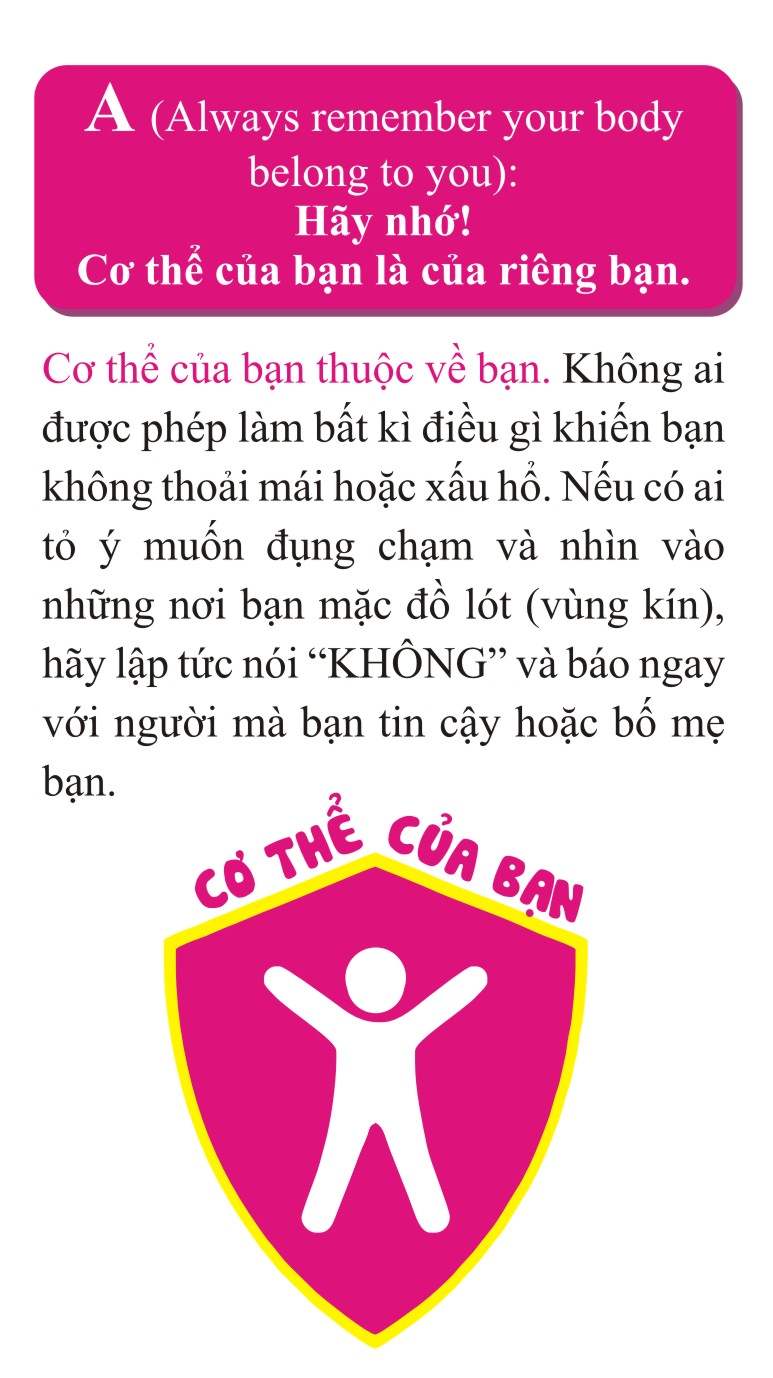 A (Always remember your body
belong to you):
Hãy nhớ!
Cơ thể của bạn là của riêng bạn.
Cơ thể của bạn thuộc về bạn. Không ai
được phép làm bất kì điều gì khiến bạn
không thoải mái hoặc xấu hổ. Nếu có ai
tỏ ý muốn đụng chạm và nhìn vào
những nơi bạn mặc đồ lót (vùng kín),
hãy lập tức nói “KHÔNG” và báo ngay
với người mà bạn tin cậy hoặc bố mẹ
bạn.
CƠ THỂ CỦA BẠN